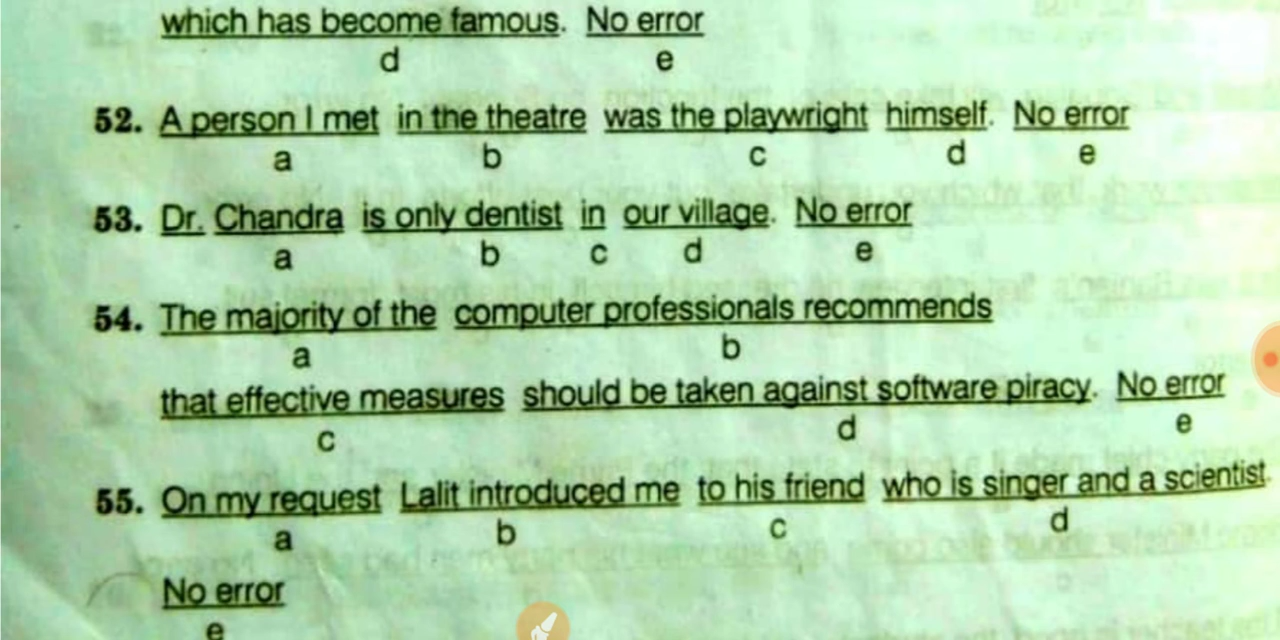 which has become famous. No error
d e
52. A person I met in the theatre was the playwright himself. No error
a b c d e
53. Dr. Chandra is only dentist in our village. No error
a b c d e
54. The majority of the computer professionals recommends
a b
that effective measures should be taken against software piracy. No error
c d e
55. On my request Lalit introduced me to his friend who is singer and a scientist.
a b c d
No error
e